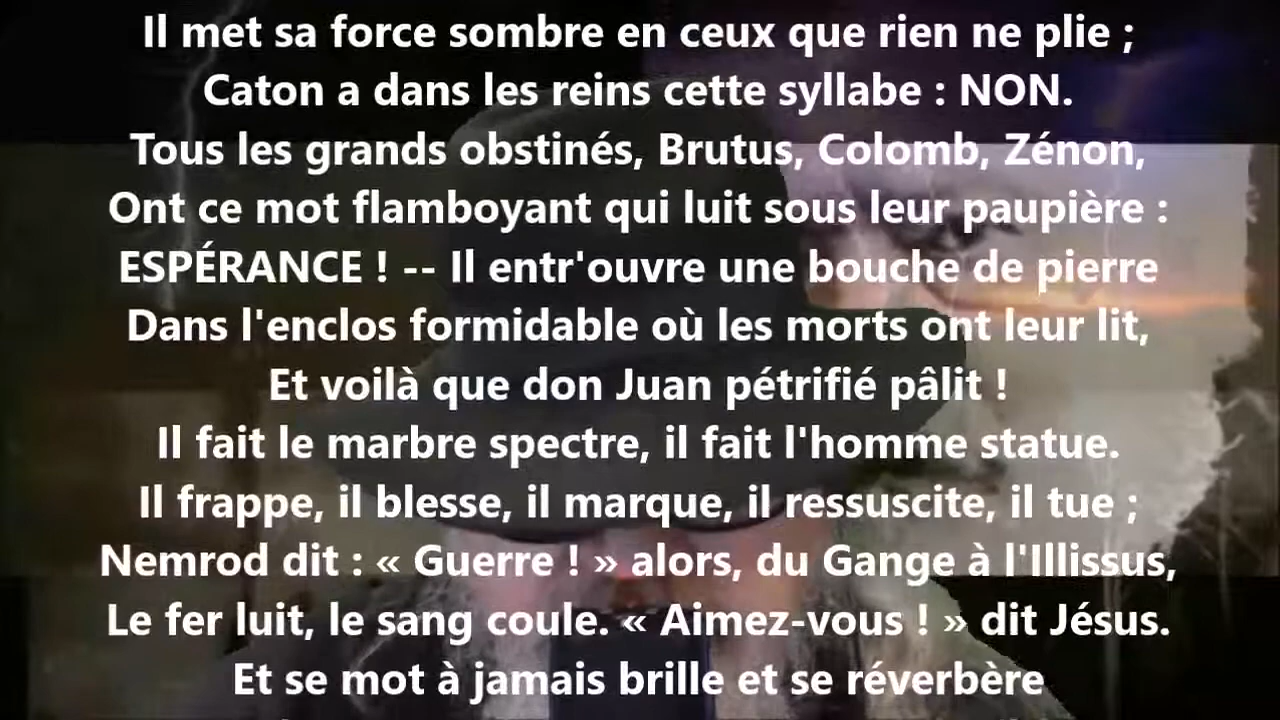 Il met sa force sombre en ceux que rien ne plie ;
Caton a dans les reins cette syllabe : NON.
Tous les grands obstinés, Brutus, Colomb, Zénon,
Ont ce mot flamboyant qui luit sous leur paupière :
ESPÉRANCE ! -- Il entr'ouvre une bouche de pierre
Dans l'enclos formidable où les morts ont leur lit,
Et voilà que don Juan pétrifié pâlit !
Il fait le marbre spectre, il fait l'homme statue.
Il frappe, il blesse, il marque, il ressuscite, il tue ;
Nemrod dit : « Guerre ! » alors, du Gange à l'Illissus,
Le fer luit, le sang coule. « Aimez-vous ! » dit Jésus.
Et se mot à jamais brille et se réverbère